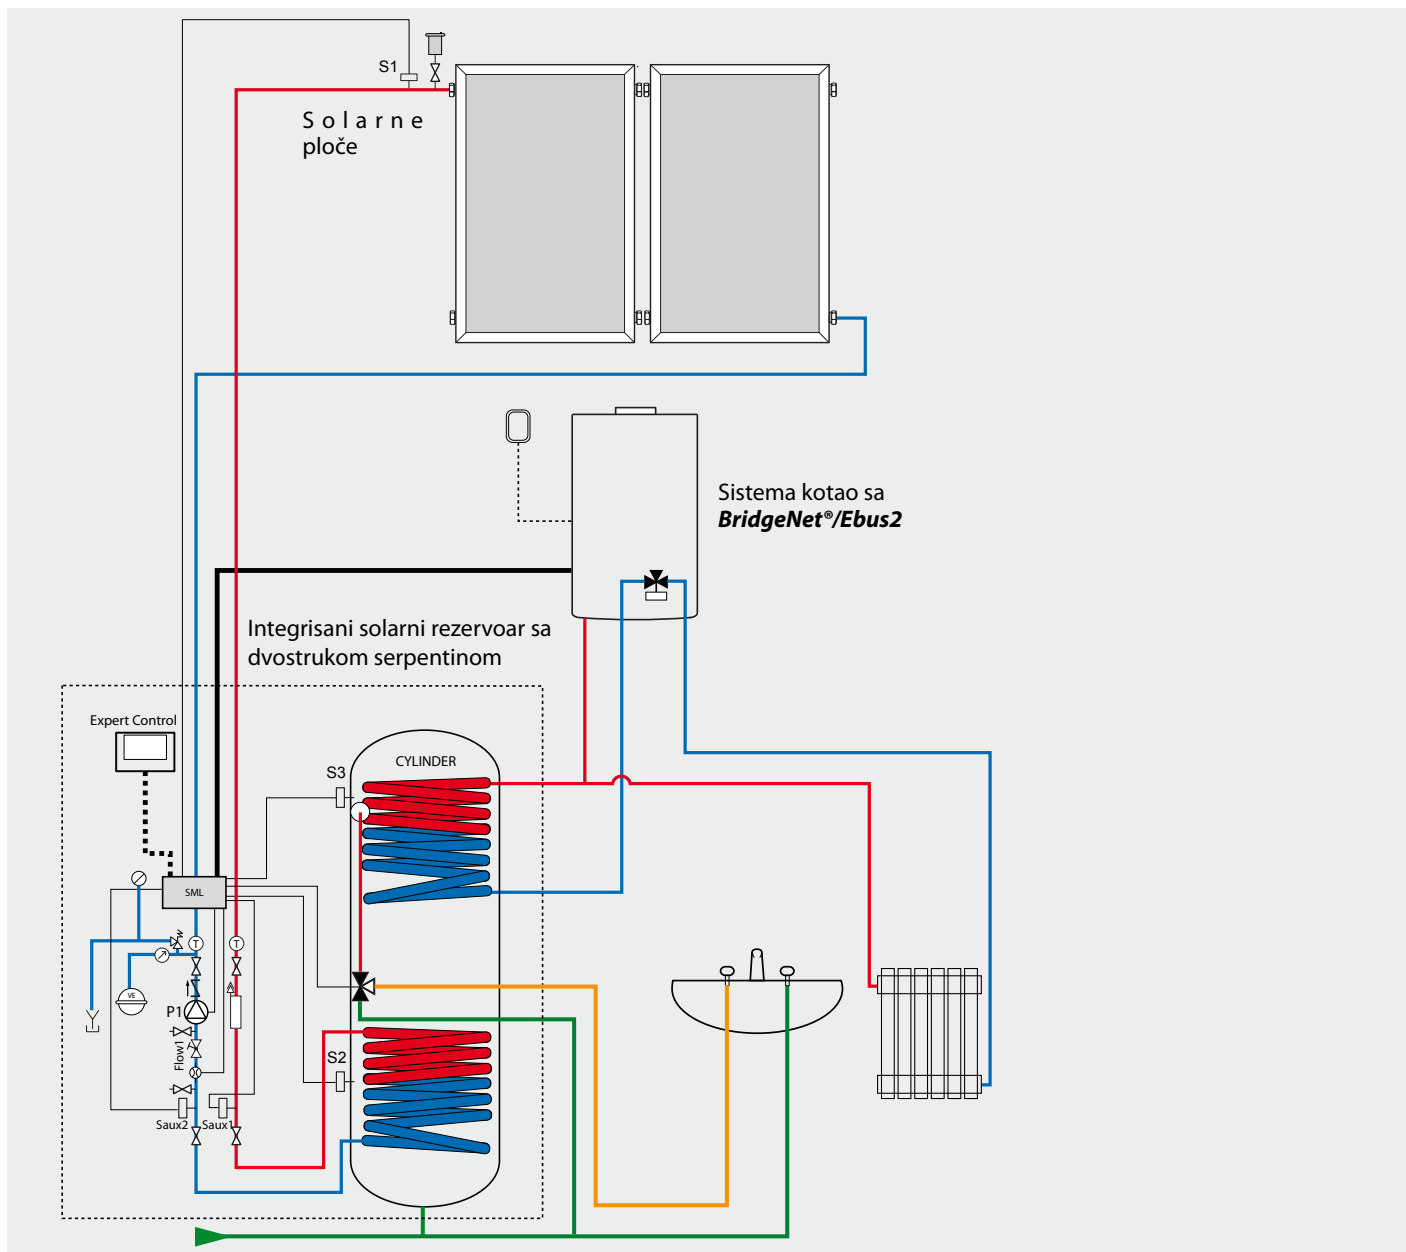 S1
S o l a r n e
ploče
Sistema kotao sa
BridgeNet®/Ebus2
Integrisani solarni rezervoar sa
dvostrukom serpentinom
Expert Control
CYLINDER
S3
SML
T
T
VE
P1
Flow1
S2
Saux2
Saux1